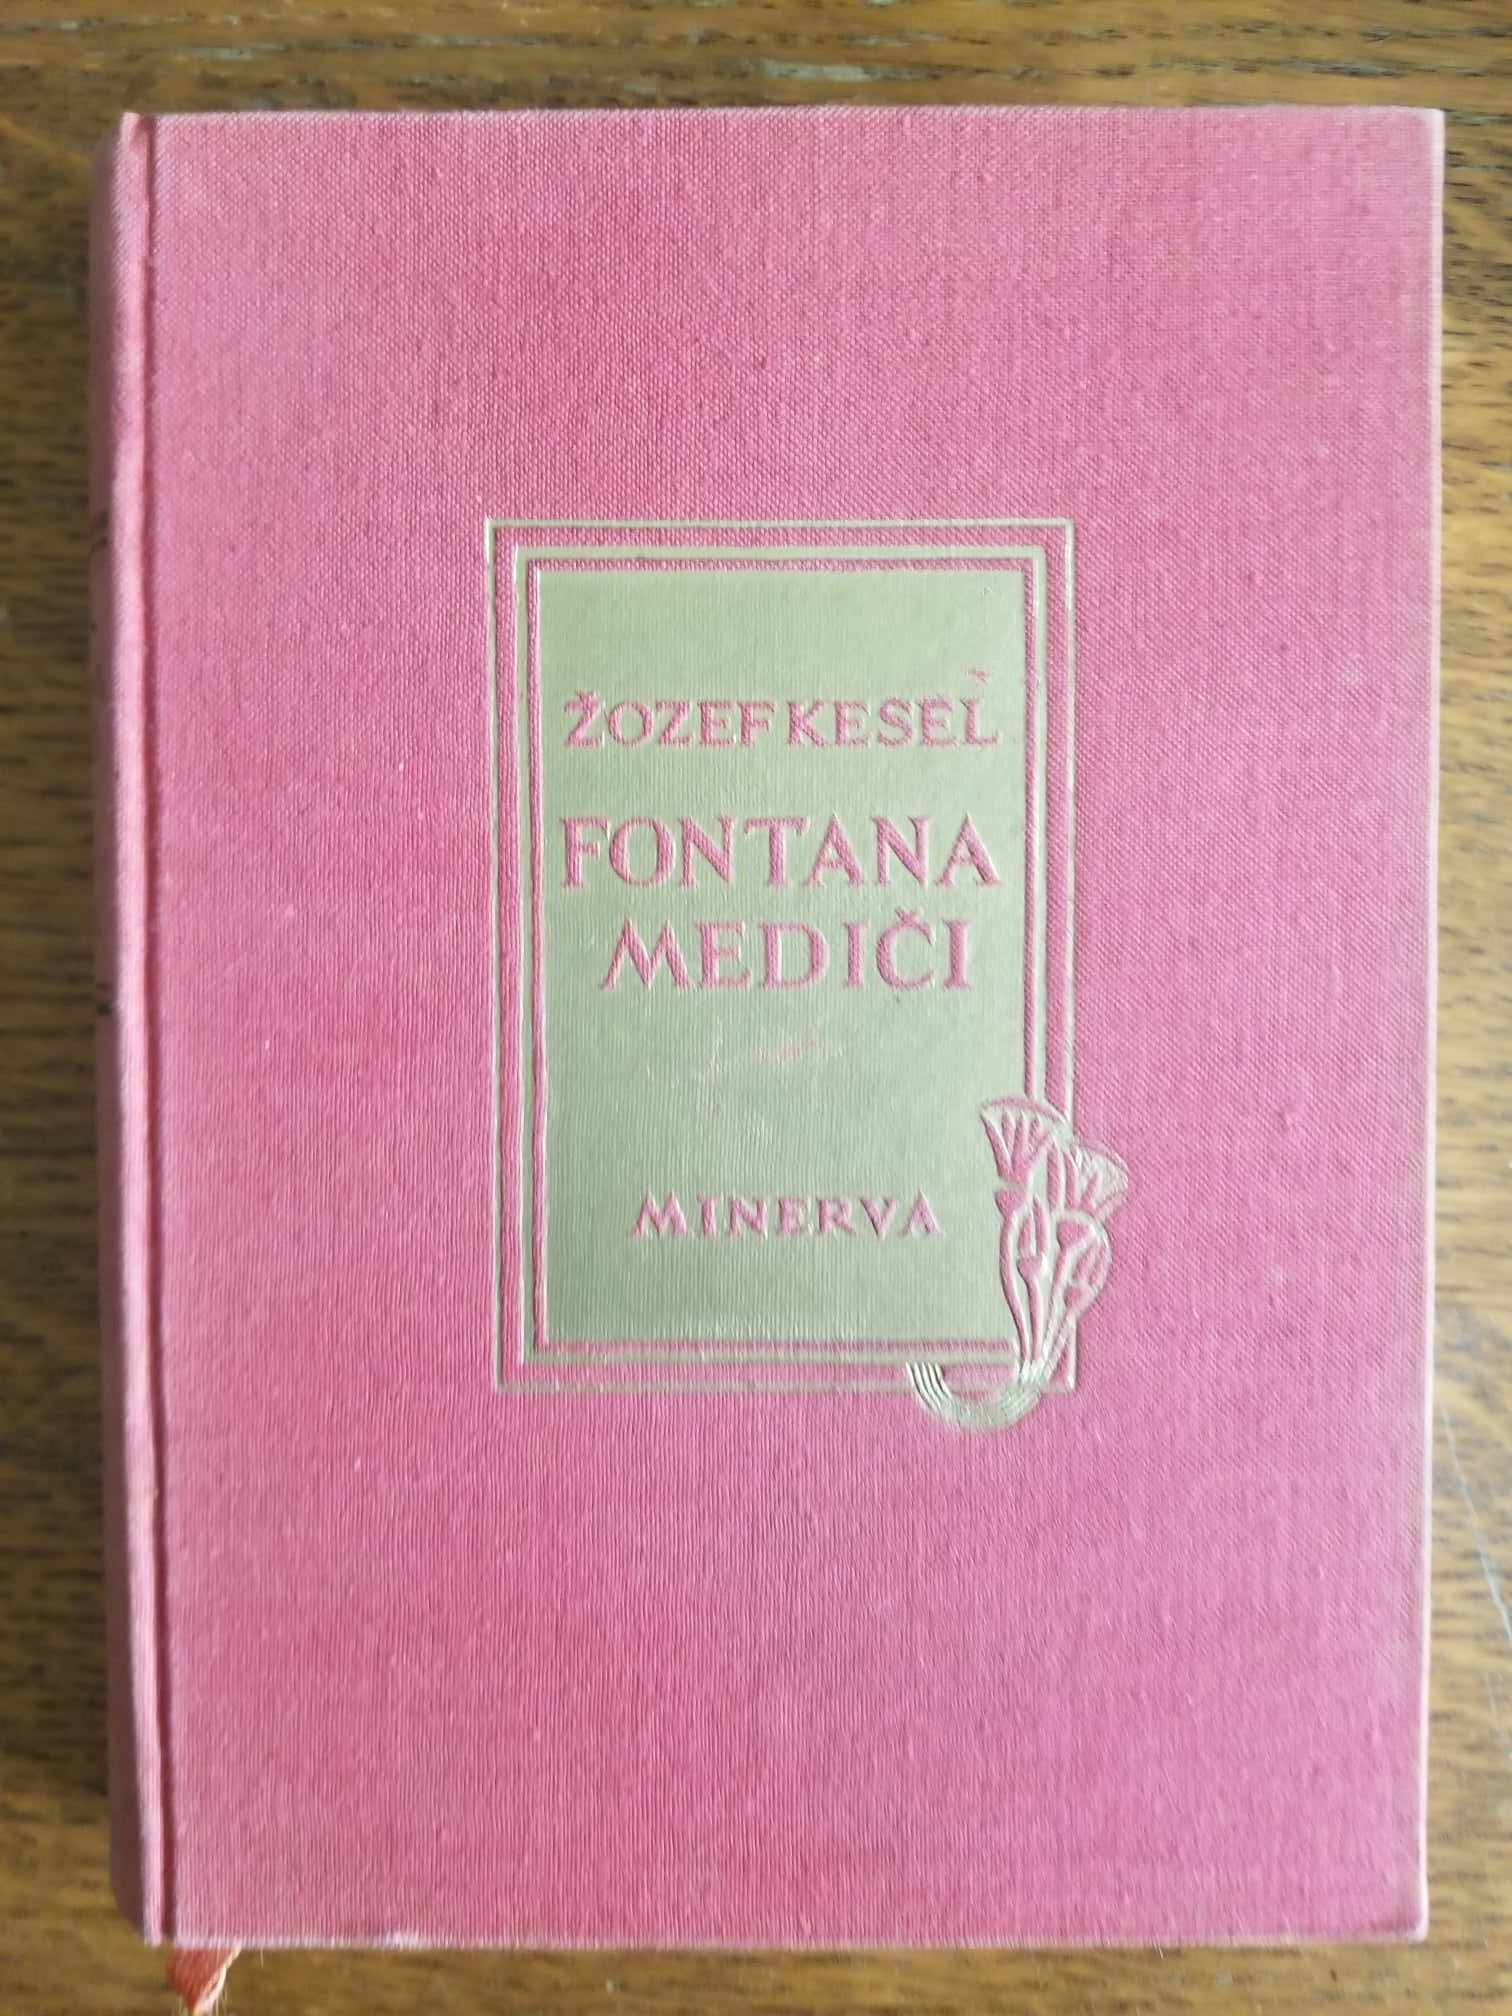 ŽOZEF KESEL
FONTANA
MEDIČI
MINERVA